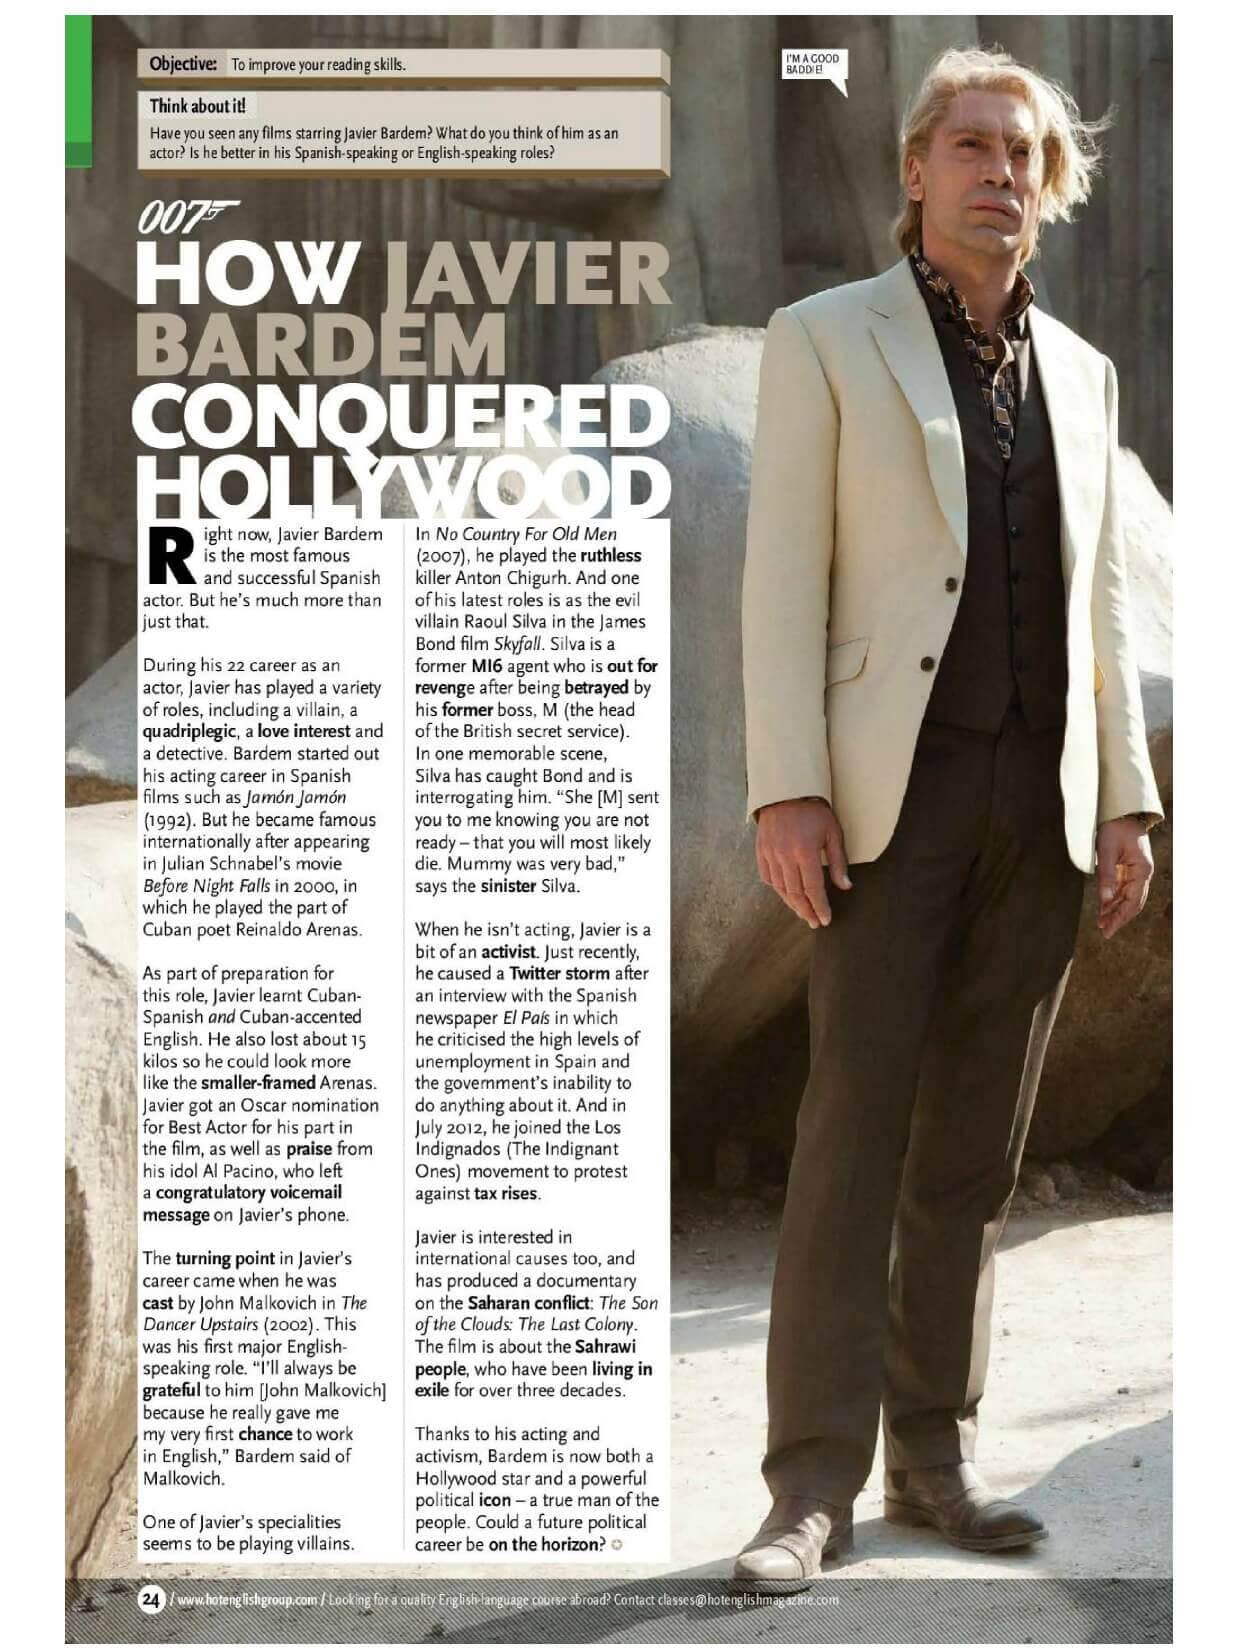 Objective: To improve your reading skills.
Think about it!
Have you seen any films starring Javier Bardem? What do you think of him as an
actor? Is he better in his Spanish-speaking or English-speaking roles?
I'M A GOOD
BADDIE!
007
HOW JAVIER
BARDEM
CONQUERED
HOLLYWOOD
Right now, Javier Bardem
is the most famous
and successful Spanish
actor. But he's much more than
just that.
During his 22 career as an
actor, Javier has played a variety
of roles, including a villain, a
quadriplegic, a love interest and
a detective. Bardem started out
his acting career in Spanish
films such as Jamón Jamón
(1992). But he became famous
internationally after appearing
in Julian Schnabel's movie
Before Night Falls in 2000, in
which he played the part of
Cuban poet Reinaldo Arenas.
As part of preparation for
this role, Javier learnt Cuban-
Spanish and Cuban-accented
English. He also lost about 15
kilos so he could look more
like the smaller-framed Arenas.
Javier got an Oscar nomination
for Best Actor for his part in
the film, as well as praise from
his idol Al Pacino, who left
a congratulatory voicemail
message on Javier's phone.
The turning point in Javier's
career came when he was
cast by John Malkovich in The
Dancer Upstairs (2002). This
was his first major English-
speaking role. "I'll always be
grateful to him [John Malkovich]
because he really gave me
my very first chance to work
in English," Bardem said of
Malkovich.
One of Javier's specialities
seems to be playing villains.
In No Country For Old Men
(2007), he played the ruthless
killer Anton Chigurh. And one
of his latest roles is as the evil
villain Raoul Silva in the James
Bond film Skyfall. Silva is a
former MI6 agent who is out for
revenge after being betrayed by
his former boss, M (the head
of the British secret service).
In one memorable scene,
Silva has caught Bond and is
interrogating him. "She [M] sent
you to me knowing you are not
ready – that you will most likely
die. Mummy was very bad,"
says the sinister Silva.
When he isn't acting, Javier is a
bit of an activist. Just recently,
he caused a Twitter storm after
an interview with the Spanish
newspaper El País in which
he criticised the high levels of
unemployment in Spain and
the government's inability to
do anything about it. And in
July 2012, he joined the Los
Indignados (The Indignant
Ones) movement to protest
against tax rises.
Javier is interested in
international causes too, and
has produced a documentary
on the Saharan conflict: The Son
of the Clouds: The Last Colony.
The film is about the Sahrawi
people, who have been living in
exile for over three decades.
Thanks to his acting and
activism, Bardem is now both a
Hollywood star and a powerful
political icon – a true man of the
people. Could a future political
career be on the horizon?
24 / www.hotenglishgroup.com / Looking for a quality English-language course abroad? Contact classes@hotenglishmagazine.com